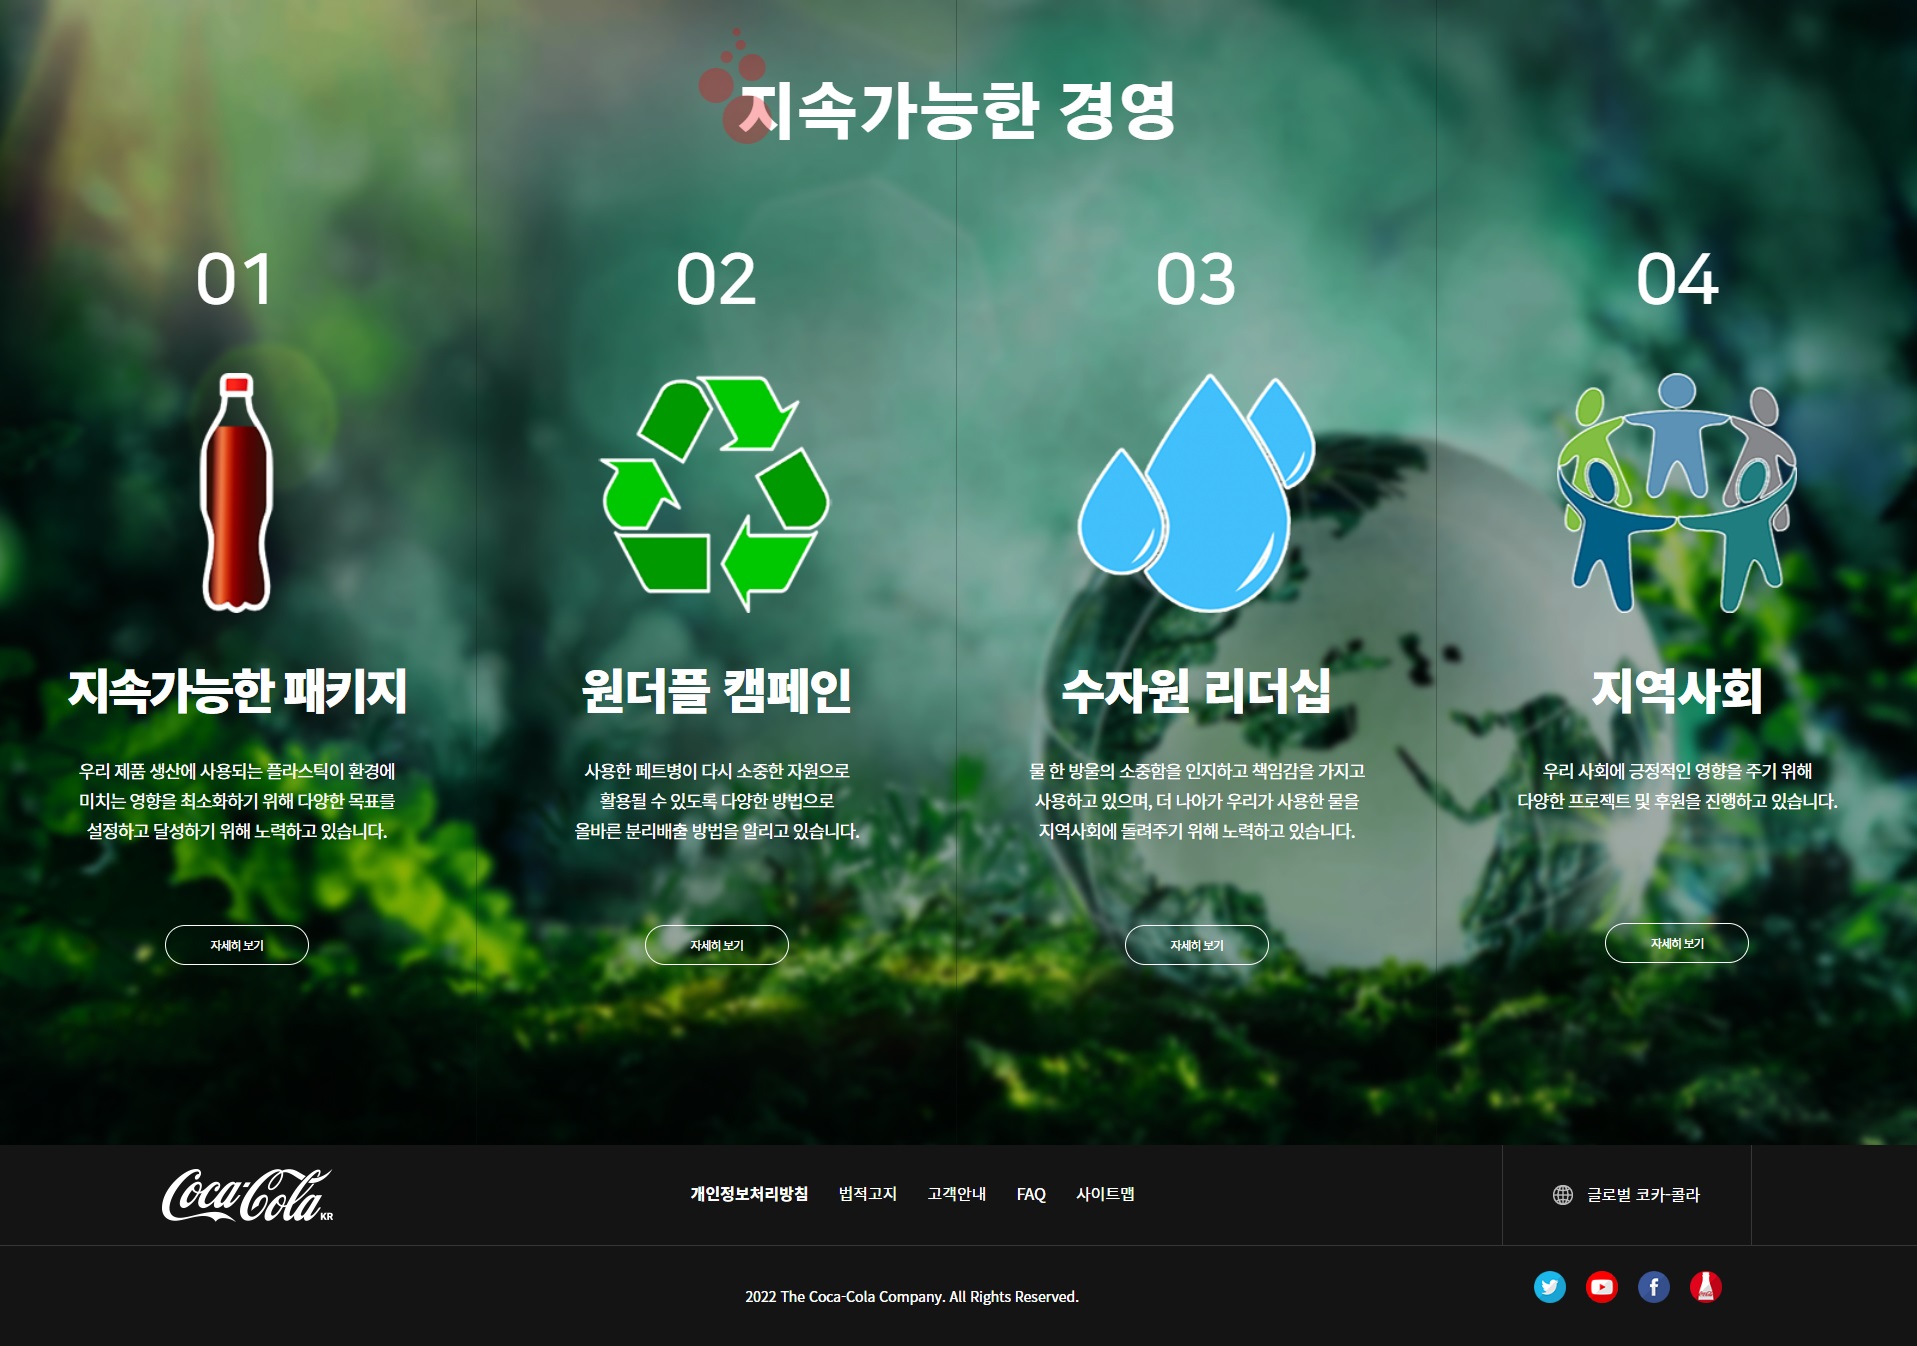 지속가능한 경영
01
지속가능한 패키지
우리 제품 생산에 사용되는 플라스틱이 환경에
미치는 영향을 최소화하기 위해 다양한 목표를
설정하고 달성하기 위해 노력하고 있습니다.
자세히 보기
02
원더플 캠페인
사용한 페트병이 다시 소중한 자원으로
활용될 수 있도록 다양한 방법으로
올바른 분리배출 방법을 알리고 있습니다.
자세히 보기
03
수자원 리더십
물 한 방울의 소중함을 인지하고 책임감을 가지고
사용하고 있으며, 더 나아가 우리가 사용한 물을
지역사회에 돌려주기 위해 노력하고 있습니다.
자세히 보기
04
지역사회
우리 사회에 긍정적인 영향을 주기 위해
다양한 프로젝트 및 후원을 진행하고 있습니다.
자세히 보기
Coca-Cola KR
개인정보처리방침 법적고지 고객안내 FAQ 사이트맵
글로벌 코카-콜라
2022 The Coca-Cola Company. All Rights Reserved.